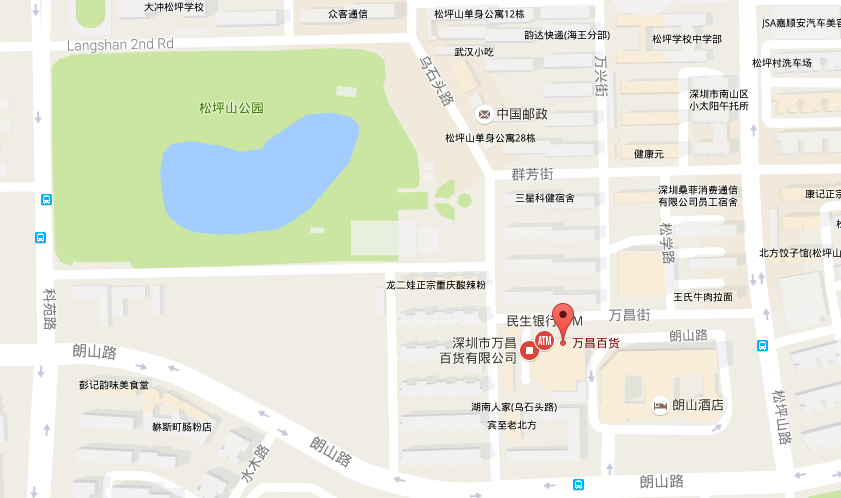 大冲松坪学校
众客通信
松坪山单身公寓12栋
JSA嘉顺安汽车美容
韵达快递(海王分部)
松坪学校中学部
Langshan 2nd Rd
武汉小吃
松坪村洗车场
乌石头路
万兴街
深圳市南山区
小太阳午托所
松坪山公园
中国邮政
松坪山单身公寓28栋
健康元
群芳街
三星科健宿舍
深圳桑菲消费通信
有限公司员工宿舍
康记正宗
松学路
北方饺子馆(松坪山
龙二娃正宗重庆酸辣粉
王氏牛肉拉面
科苑路
民生银行
M
万昌街
朗山路
深圳市万昌
百货有限公司
ATM
万昌百货
朗山路
彭记韵味美食堂
湖南人家(乌石头路)
宾至老北方
朗山酒店
松坪山路
躰斯町肠粉店
朗山路
水木路
朗山路